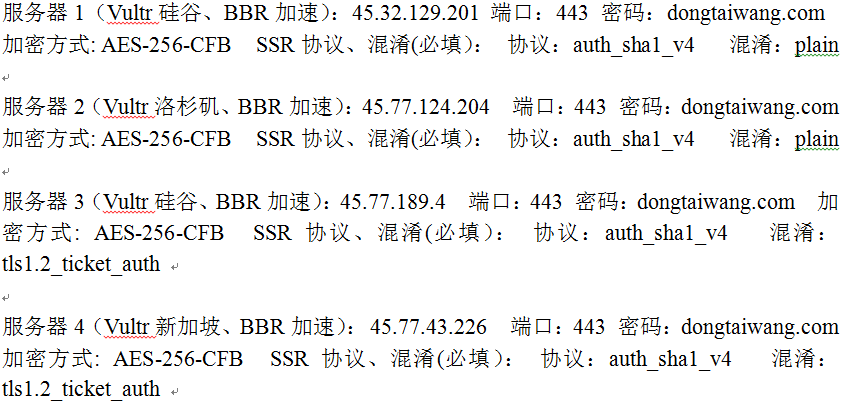 服务器 1（Vultr 硅谷、BBR 加速）：45.32.129.201 端口：443 密码：dongtaiwang.com
加密方式: AES-256-CFB SSR 协议、混淆(必填)： 协议：auth_sha1_v4 混淆：plain
服务器 2（Vultr 洛杉矶、BBR 加速）：45.77.124.204 端口：443 密码：dongtaiwang.com
加密方式: AES-256-CFB SSR 协议、混淆(必填)： 协议：auth_sha1_v4 混淆：plain
服务器 3（Vultr 硅谷、BBR 加速）：45.77.189.4 端口：443 密码：dongtaiwang.com 加
密方式: AES-256-CFB SSR 协议、混淆(必填)： 协议：auth_sha1_v4 混淆：
tls1.2_ticket_auth
服务器 4（Vultr 新加坡、BBR 加速）： 45.77.43.226 端口：443 密码：dongtaiwang.com
加密方式: AES-256-CFB SSR 协议、混淆(必填)： 协议：auth_sha1_v4 混淆：
tls1.2_ticket_auth